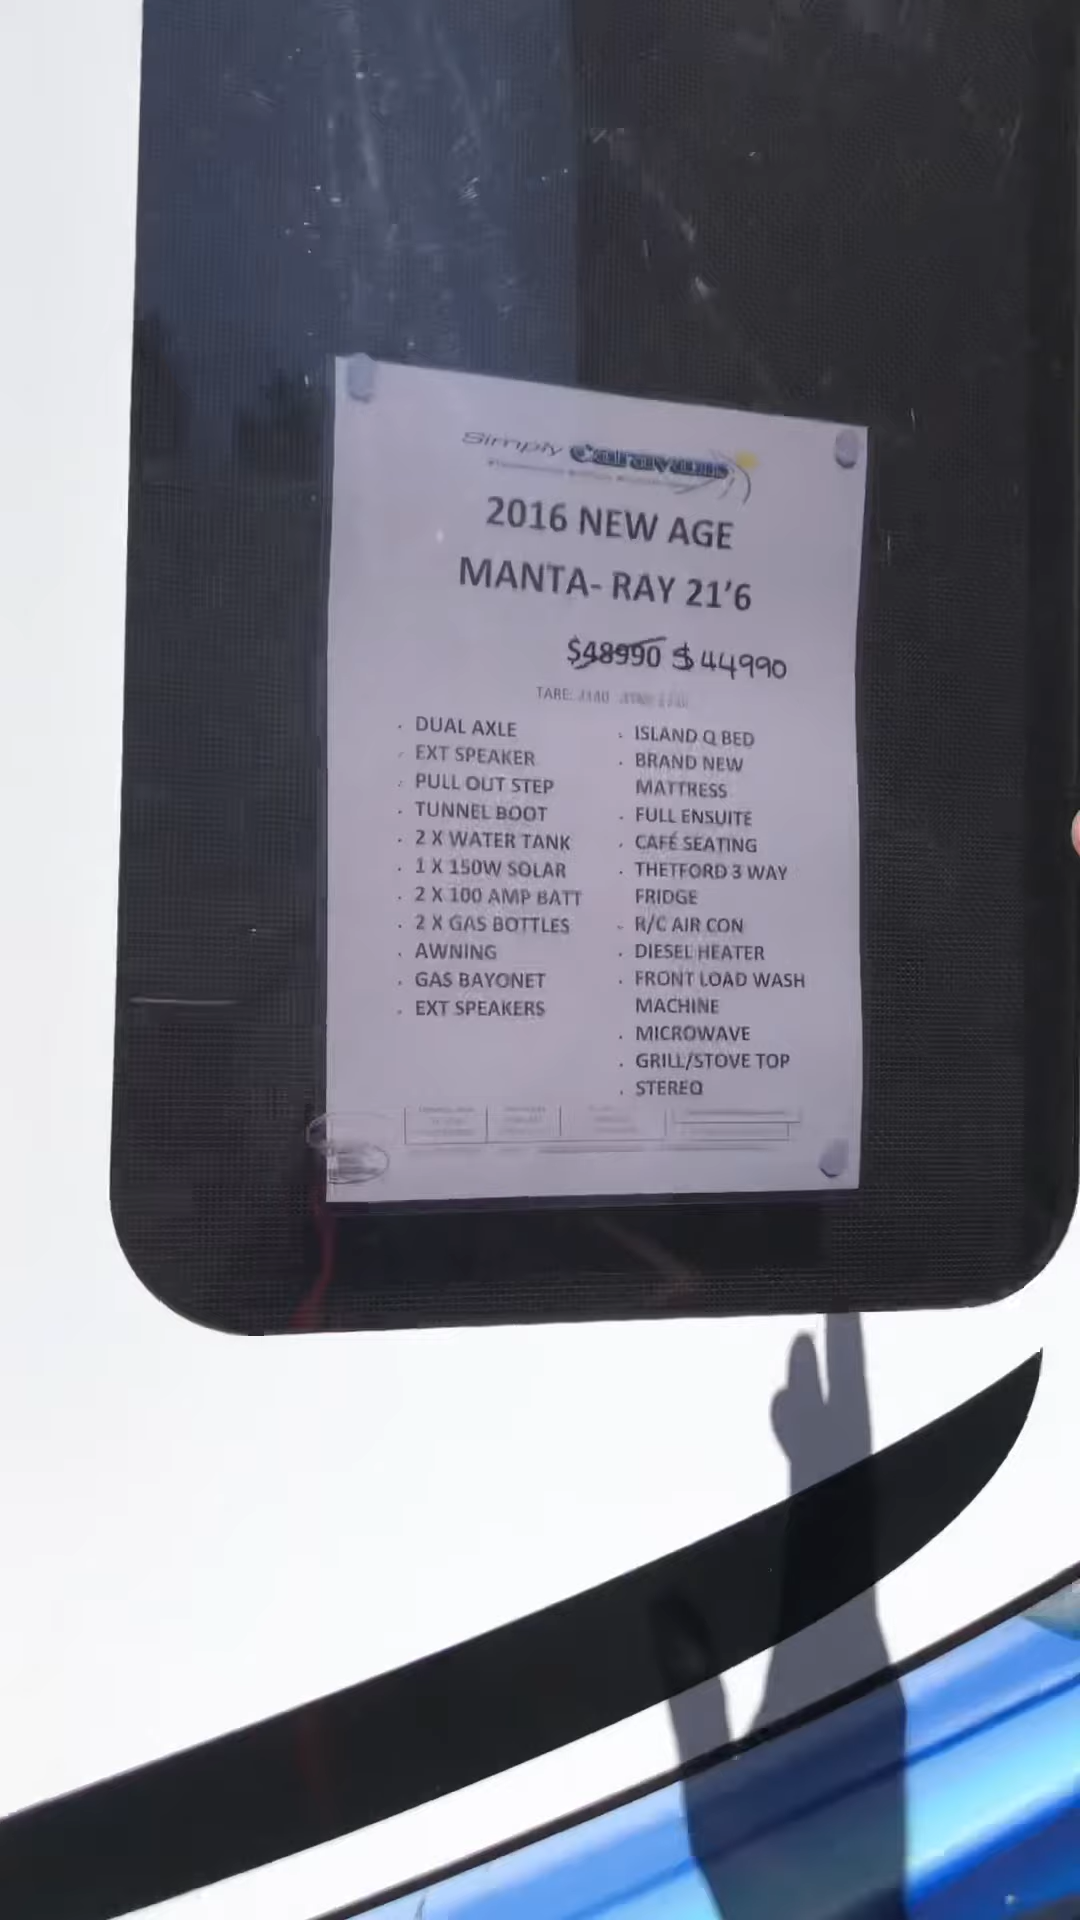 Simply Caravans
2016 NEW AGE
MANTA- RAY 21'6
$48990 $44990
TARE:
· DUAL AXLE
· EXT SPEAKER
· PULL OUT STEP
· TUNNEL BOOT
· 2 X WATER TANK
· 1 X 150W SOLAR
· 2 X 100 AMP BATT
· 2 X GAS BOTTLES
· AWNING
· GAS BAYONET
· EXT SPEAKERS
· ISLAND Q BED
· BRAND NEW
MATTRESS
· FULL ENSUITE
· CAFÉ SEATING
· THETFORD 3 WAY
FRIDGE
· R/C AIR CON
· DIESEL HEATER
· FRONT LOAD WASH
MACHINE
· MICROWAVE
· GRILL/STOVE TOP
· STEREO